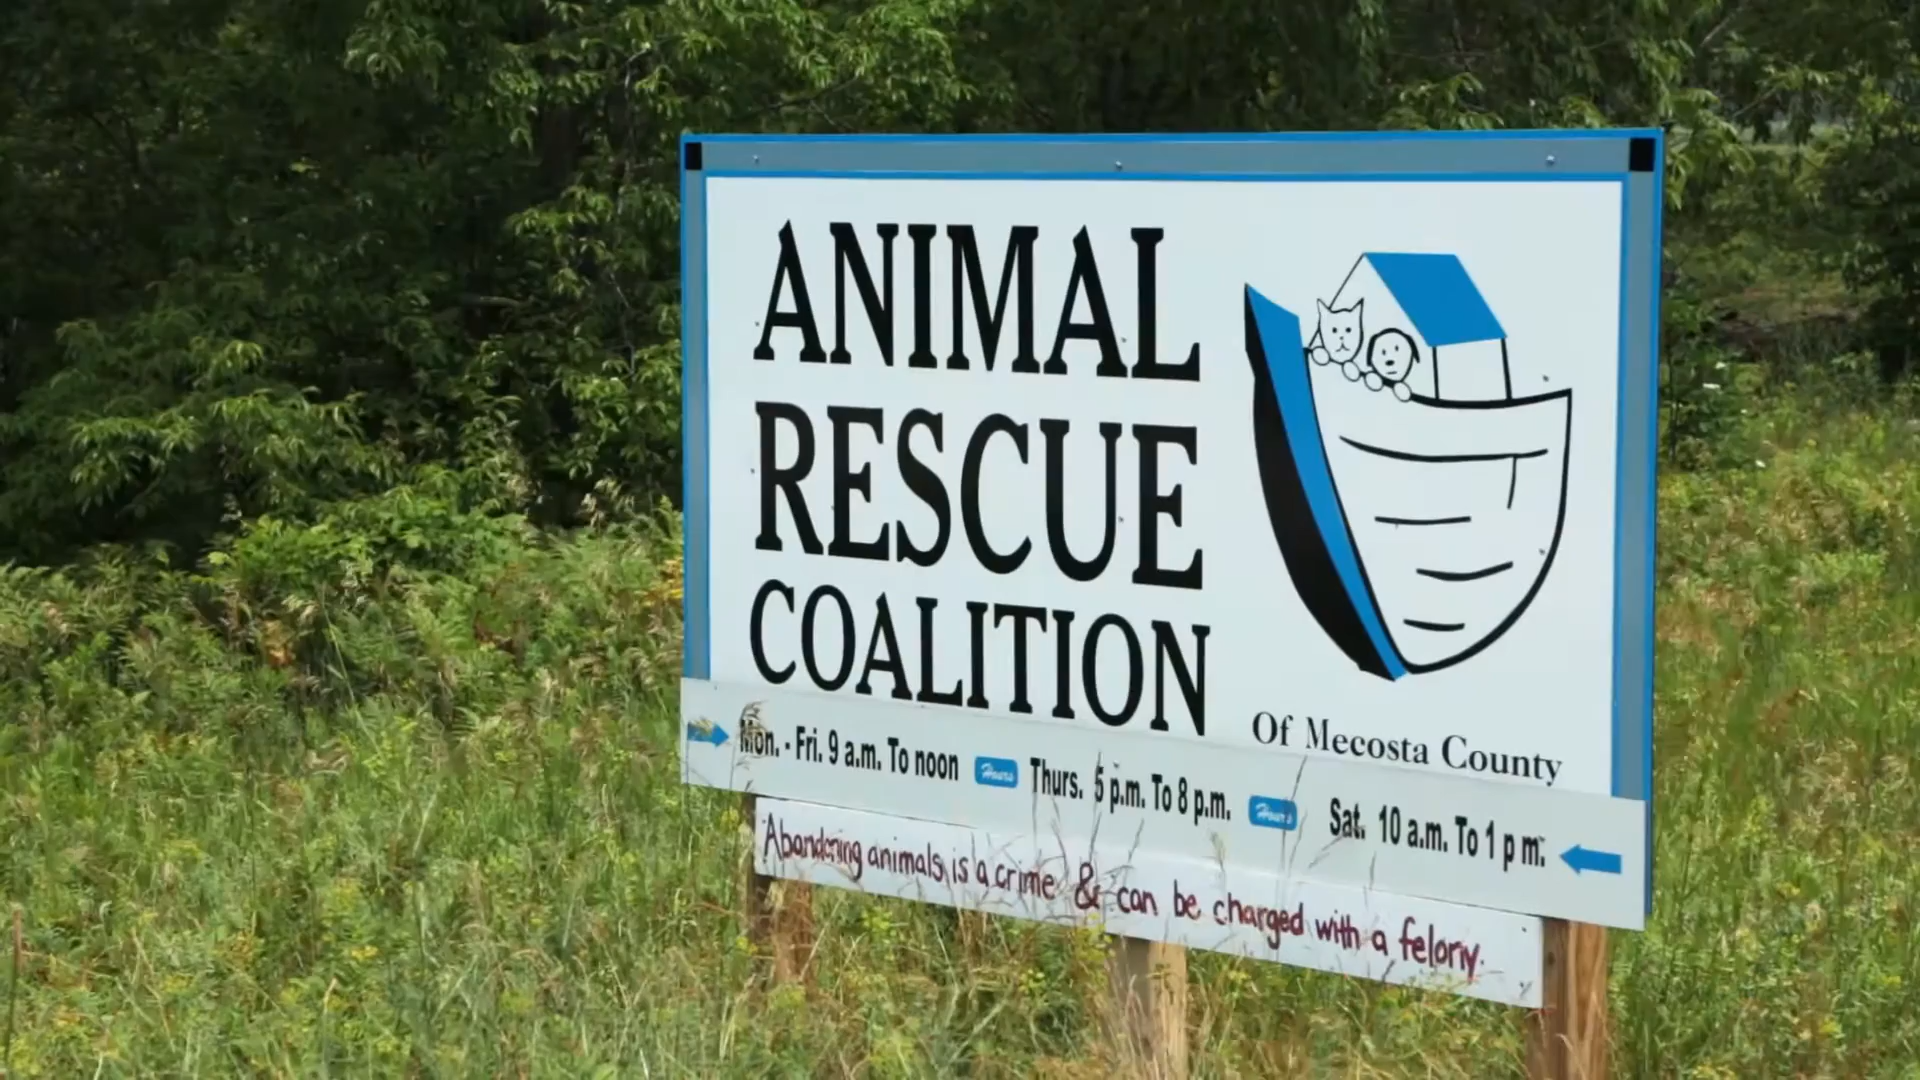 ANIMAL
RESCUE
COALITION
Of Mecosta County
Mon. - Fri. 9 a.m. To noon Hours Thurs. 5 p.m. To 8 p.m. Hours Sat. 10 a.m. To 1 p m.
Abandoning animals is a crime & can be charged with a felony.